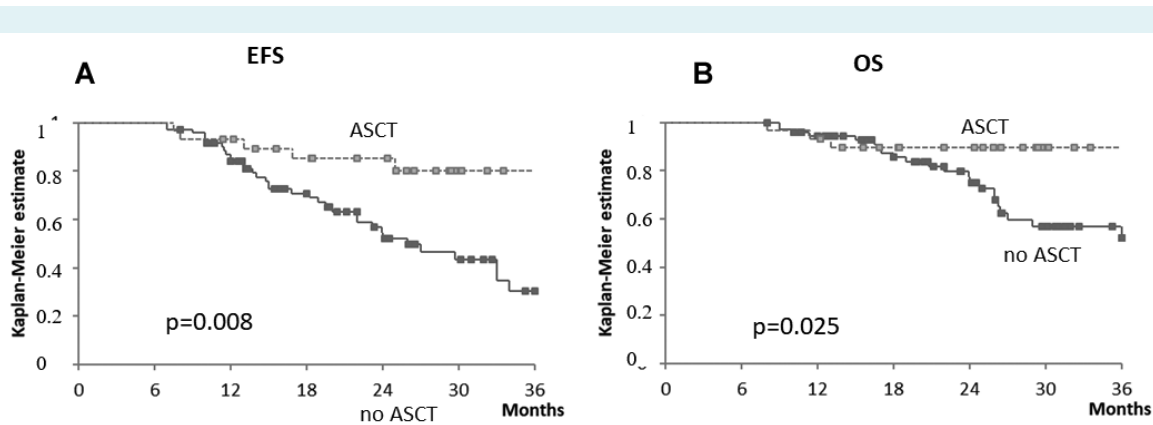 EFS
A
1
0.8
0.6
0.4
0.2
0
Kaplan-Meier estimate
ASCT
p=0.008
0 6 12 18 24 30 36
no ASCT
Months
OS
B
1
0.8
0.6
0.4
0.2
0
Kaplan-Meier estimate
ASCT
no ASCT
p=0.025
0 6 12 18 24 30 36
Months